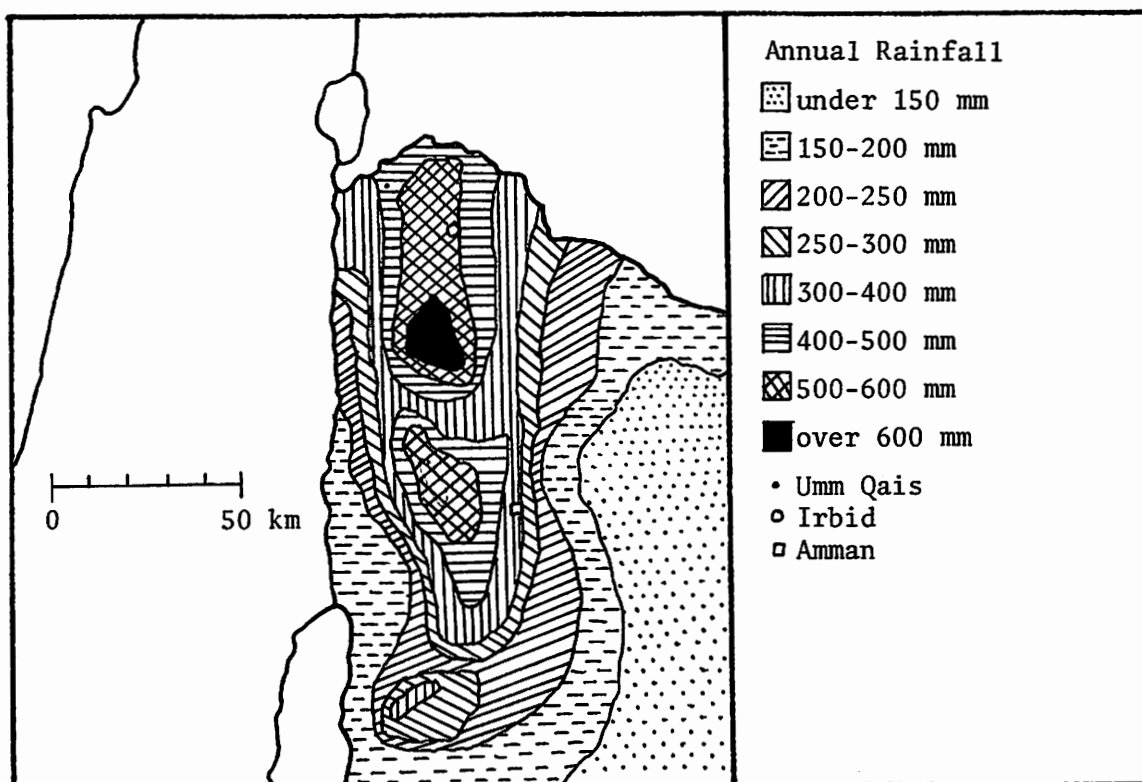 Annual Rainfall
under 150 mm
150-200 mm
200-250 mm
250-300 mm
300-400 mm
400-500 mm
500-600 mm
over 600 mm
Umm Qais
Irbid
Amman
0 50 km